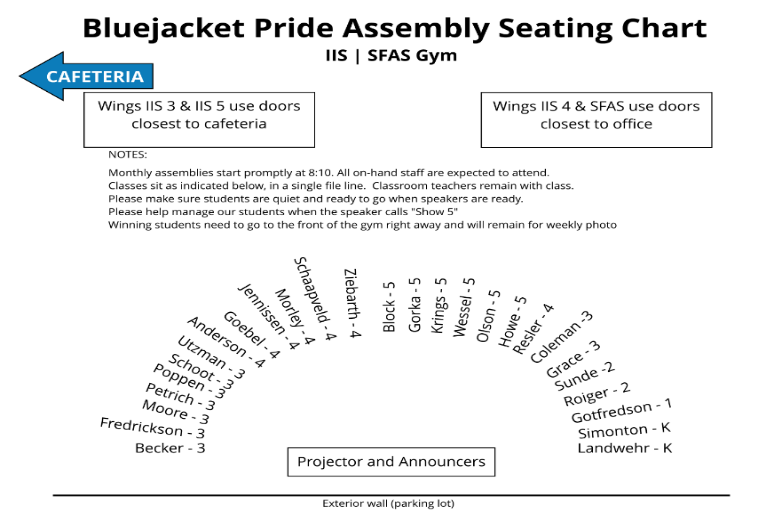 Bluejacket Pride Assembly Seating Chart
IIS | SFAS Gym
CAFETERIA
Wings IIS 3 & IIS 5 use doors
closest to cafeteria
Wings IIS 4 & SFAS use doors
closest to office
NOTES:
Monthly assemblies start promptly at 8:10. All on-hand staff are expected to attend.
Classes sit as indicated below, in a single file line. Classroom teachers remain with class.
Please make sure students are quiet and ready to go when speakers are ready.
Please help manage our students when the speaker calls "Show 5"
Winning students need to go to the front of the gym right away and will remain for weekly photo
Becker - 3
Fredrickson - 3
Moore - 3
Petrich - 3
Poppen - 3
Schoot - 3
Utzman - 3
Anderson - 4
Goebel - 4
Jennissen - 4
Morley - 4
Schaapveld - 4
Ziebarth - 4
Block - 5
Gorka - 5
Krings - 5
Wessel - 5
Olson - 5
Howe - 5
Resler - 4
Coleman -3
Grace - 3
Sunde -2
Roiger - 2
Gotfredson - 1
Simonton - K
Landwehr - K
Projector and Announcers
Exterior wall (parking lot)